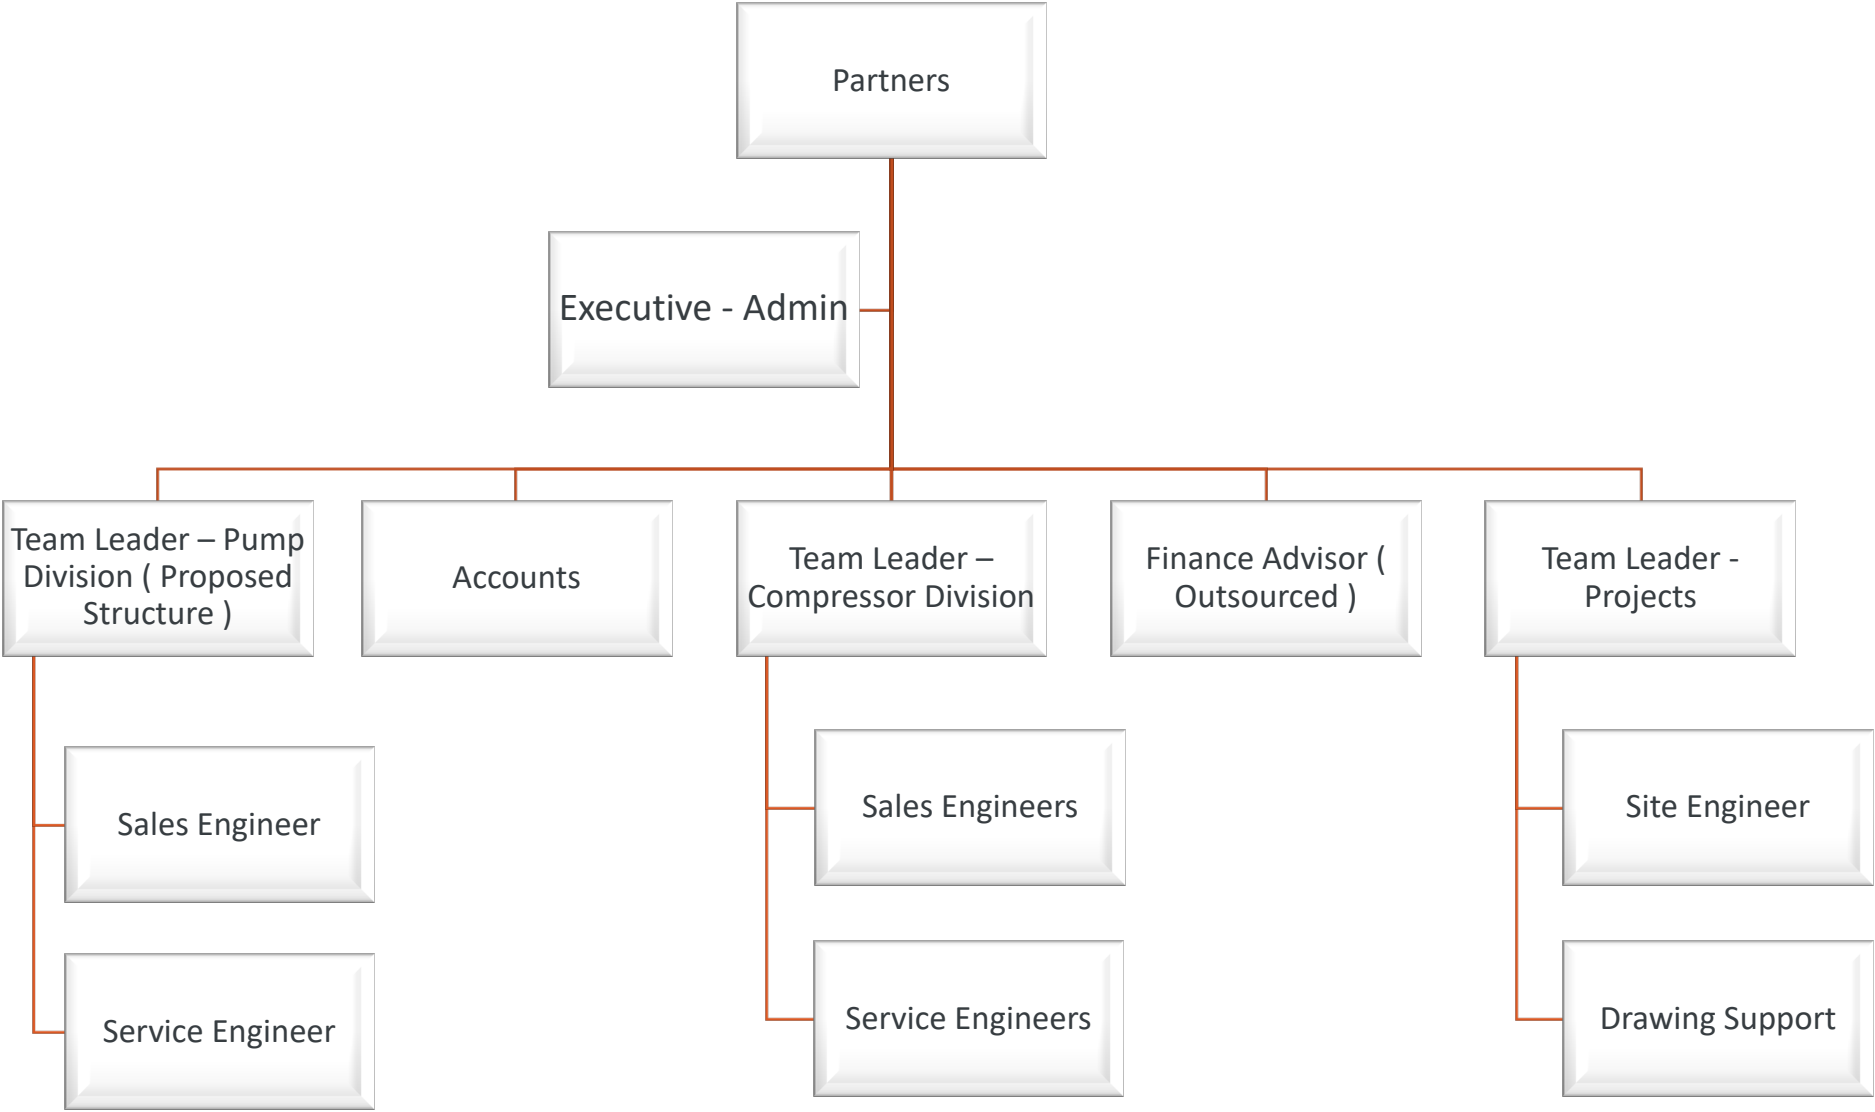 Partners
Executive - Admin
Team Leader – Pump
Division ( Proposed
Structure )
Accounts
Team Leader –
Compressor Division
Finance Advisor (
Outsourced )
Team Leader -
Projects
Sales Engineer
Service Engineer
Sales Engineers
Service Engineers
Site Engineer
Drawing Support